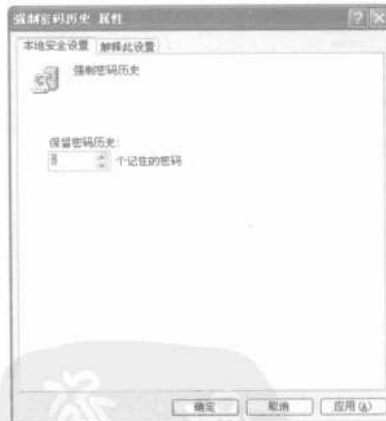 强制密码历史 属性
本地安全设置 解释此设置
强制密码历史
保留密码历史:
个记住的密码
确定 取消 应用(A)